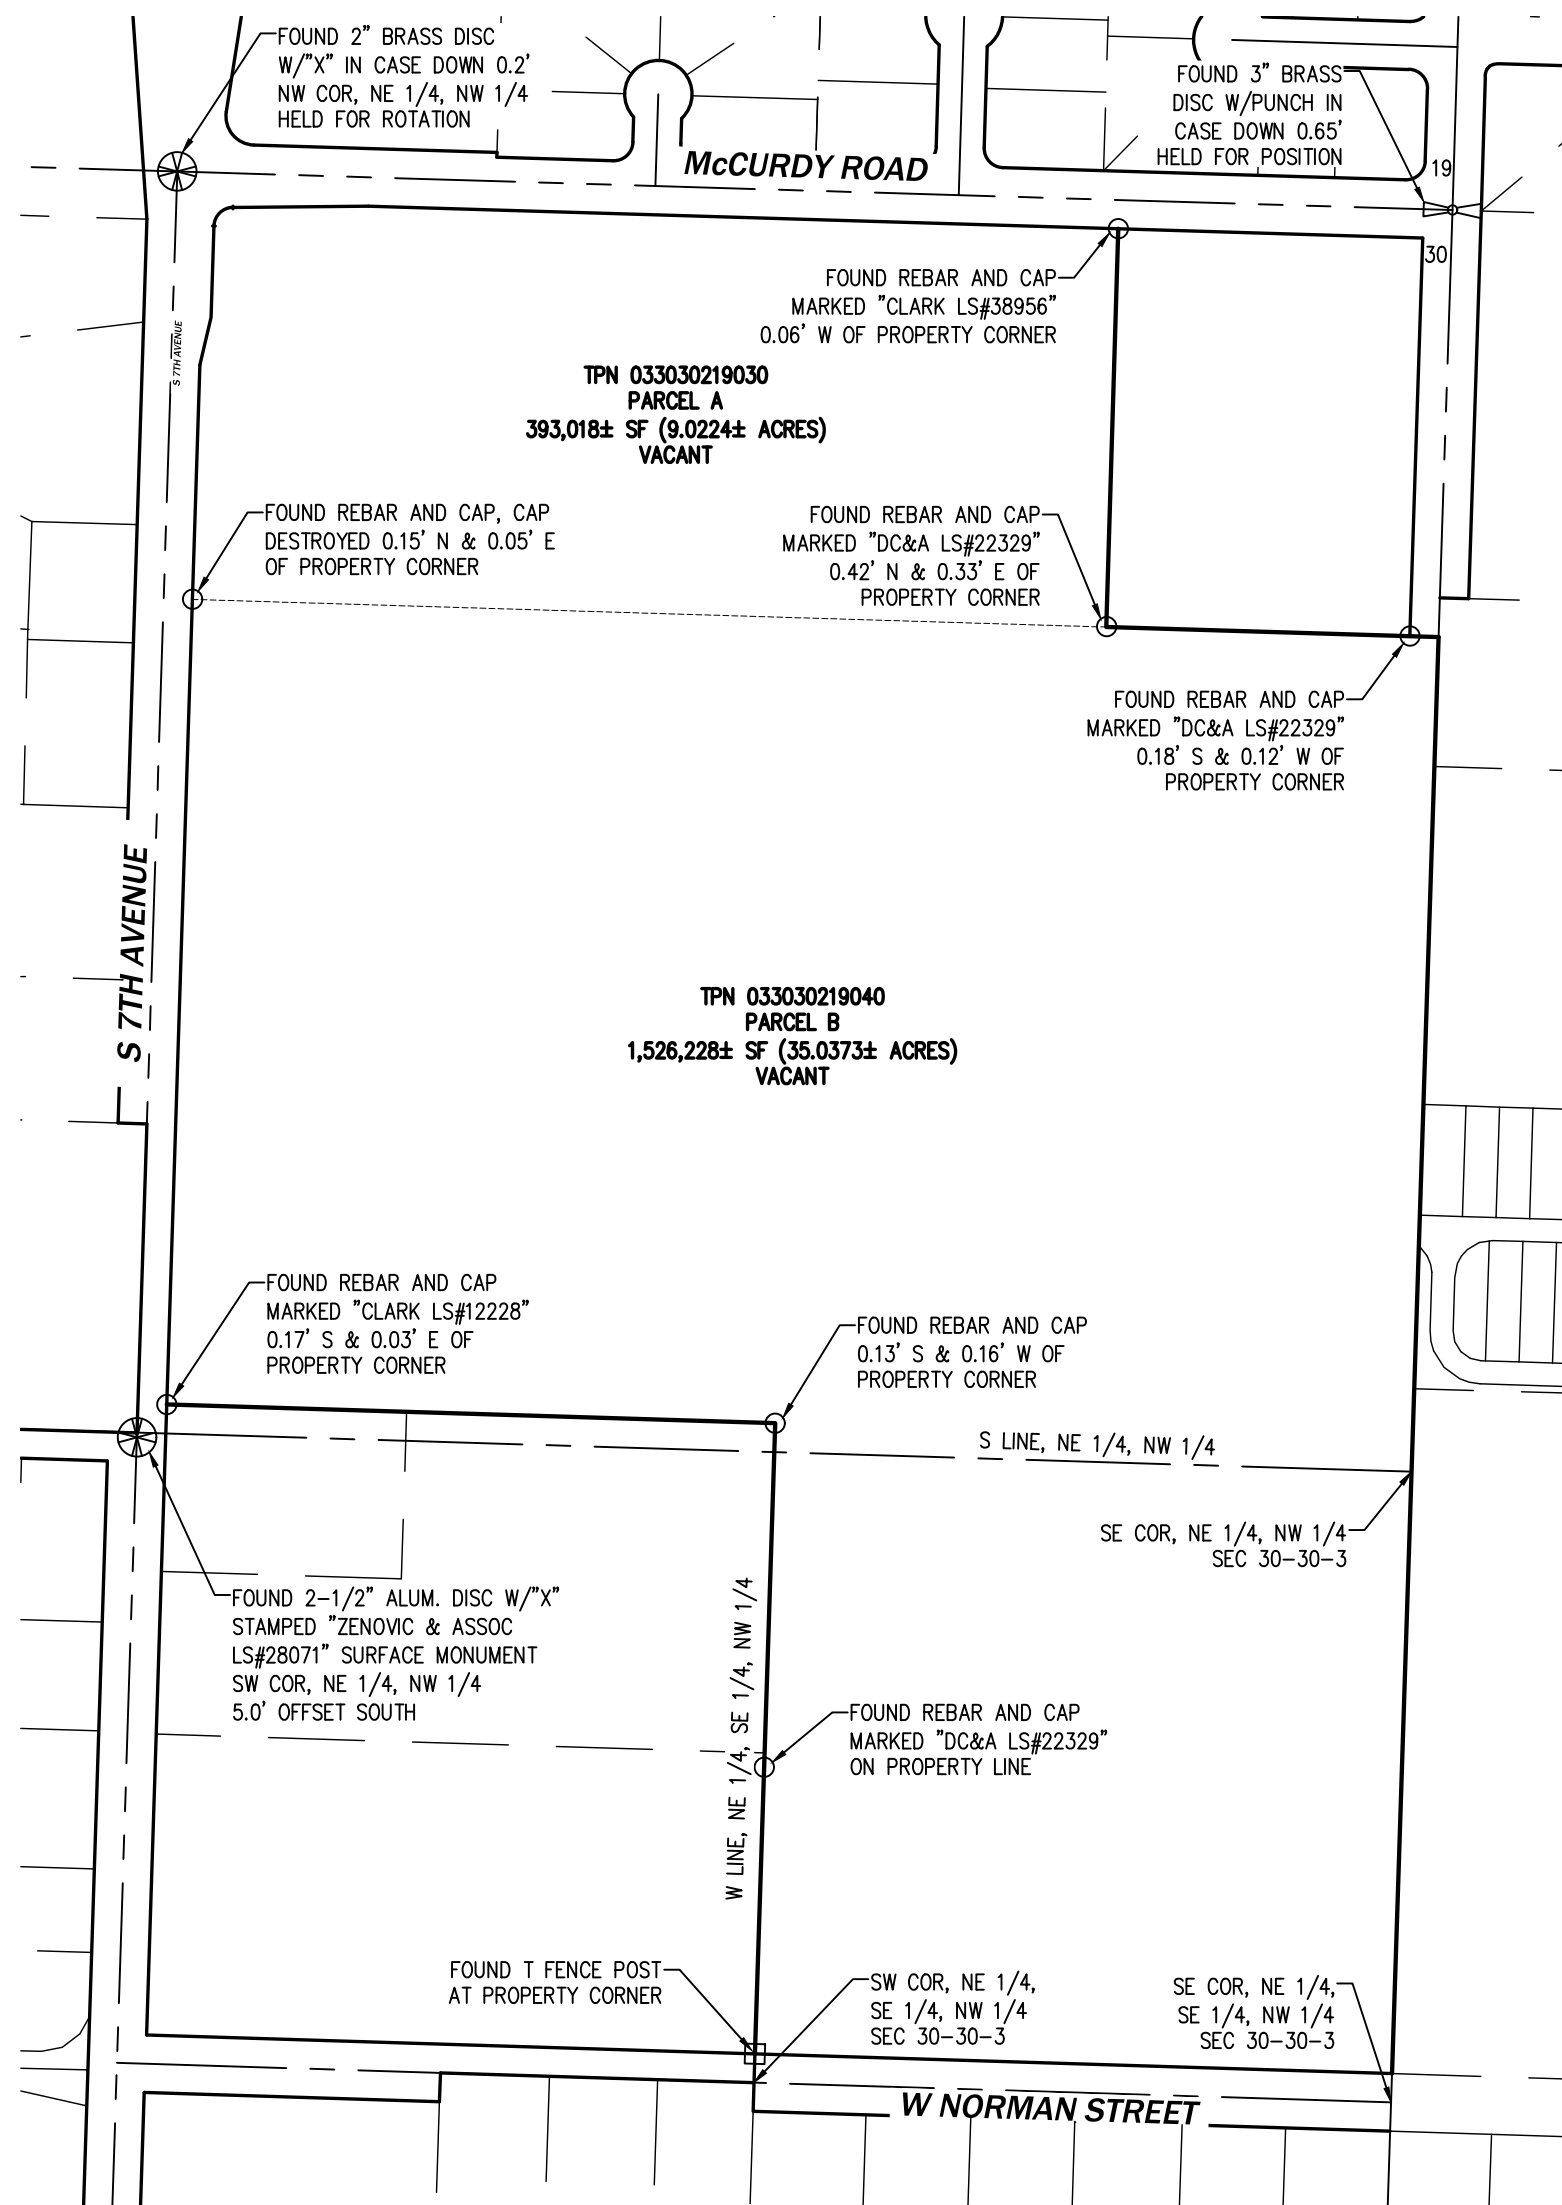 FOUND 2" BRASS DISC
W/"X" IN CASE DOWN 0.2'
NW COR, NE 1/4, NW 1/4
HELD FOR ROTATION
FOUND 3" BRASS
DISC W/PUNCH IN
CASE DOWN 0.65'
HELD FOR POSITION
McCURDY ROAD
19
30
FOUND REBAR AND CAP
MARKED "CLARK LS#38956"
0.06' W OF PROPERTY CORNER
S 7TH AVENUE
TPN 033030219030
PARCEL A
393,018± SF (9.0224± ACRES)
VACANT
FOUND REBAR AND CAP, CAP
DESTROYED 0.15' N & 0.05' E
OF PROPERTY CORNER
FOUND REBAR AND CAP
MARKED "DC&A LS#22329"
0.42' N & 0.33' E OF
PROPERTY CORNER
FOUND REBAR AND CAP
MARKED "DC&A LS#22329"
0.18' S & 0.12' W OF
PROPERTY CORNER
S 7TH AVENUE
TPN 033030219040
PARCEL B
1,526,228± SF (35.0373± ACRES)
VACANT
FOUND REBAR AND CAP
MARKED "CLARK LS#12228"
0.17' S & 0.03' E OF
PROPERTY CORNER
FOUND REBAR AND CAP
0.13' S & 0.16' W OF
PROPERTY CORNER
S LINE, NE 1/4, NW 1/4
SE COR, NE 1/4, NW 1/4
SEC 30-30-3
FOUND 2-1/2" ALUM. DISC W/"X"
STAMPED "ZENOVIC & ASSOC
LS#28071" SURFACE MONUMENT
SW COR, NE 1/4, NW 1/4
5.0' OFFSET SOUTH
W LINE, NE 1/4, SE 1/4, NW 1/4
FOUND REBAR AND CAP
MARKED "DC&A LS#22329"
ON PROPERTY LINE
FOUND T FENCE POST
AT PROPERTY CORNER
SW COR, NE 1/4,
SE 1/4, NW 1/4
SEC 30-30-3
SE COR, NE 1/4,
SE 1/4, NW 1/4
SEC 30-30-3
W NORMAN STREET